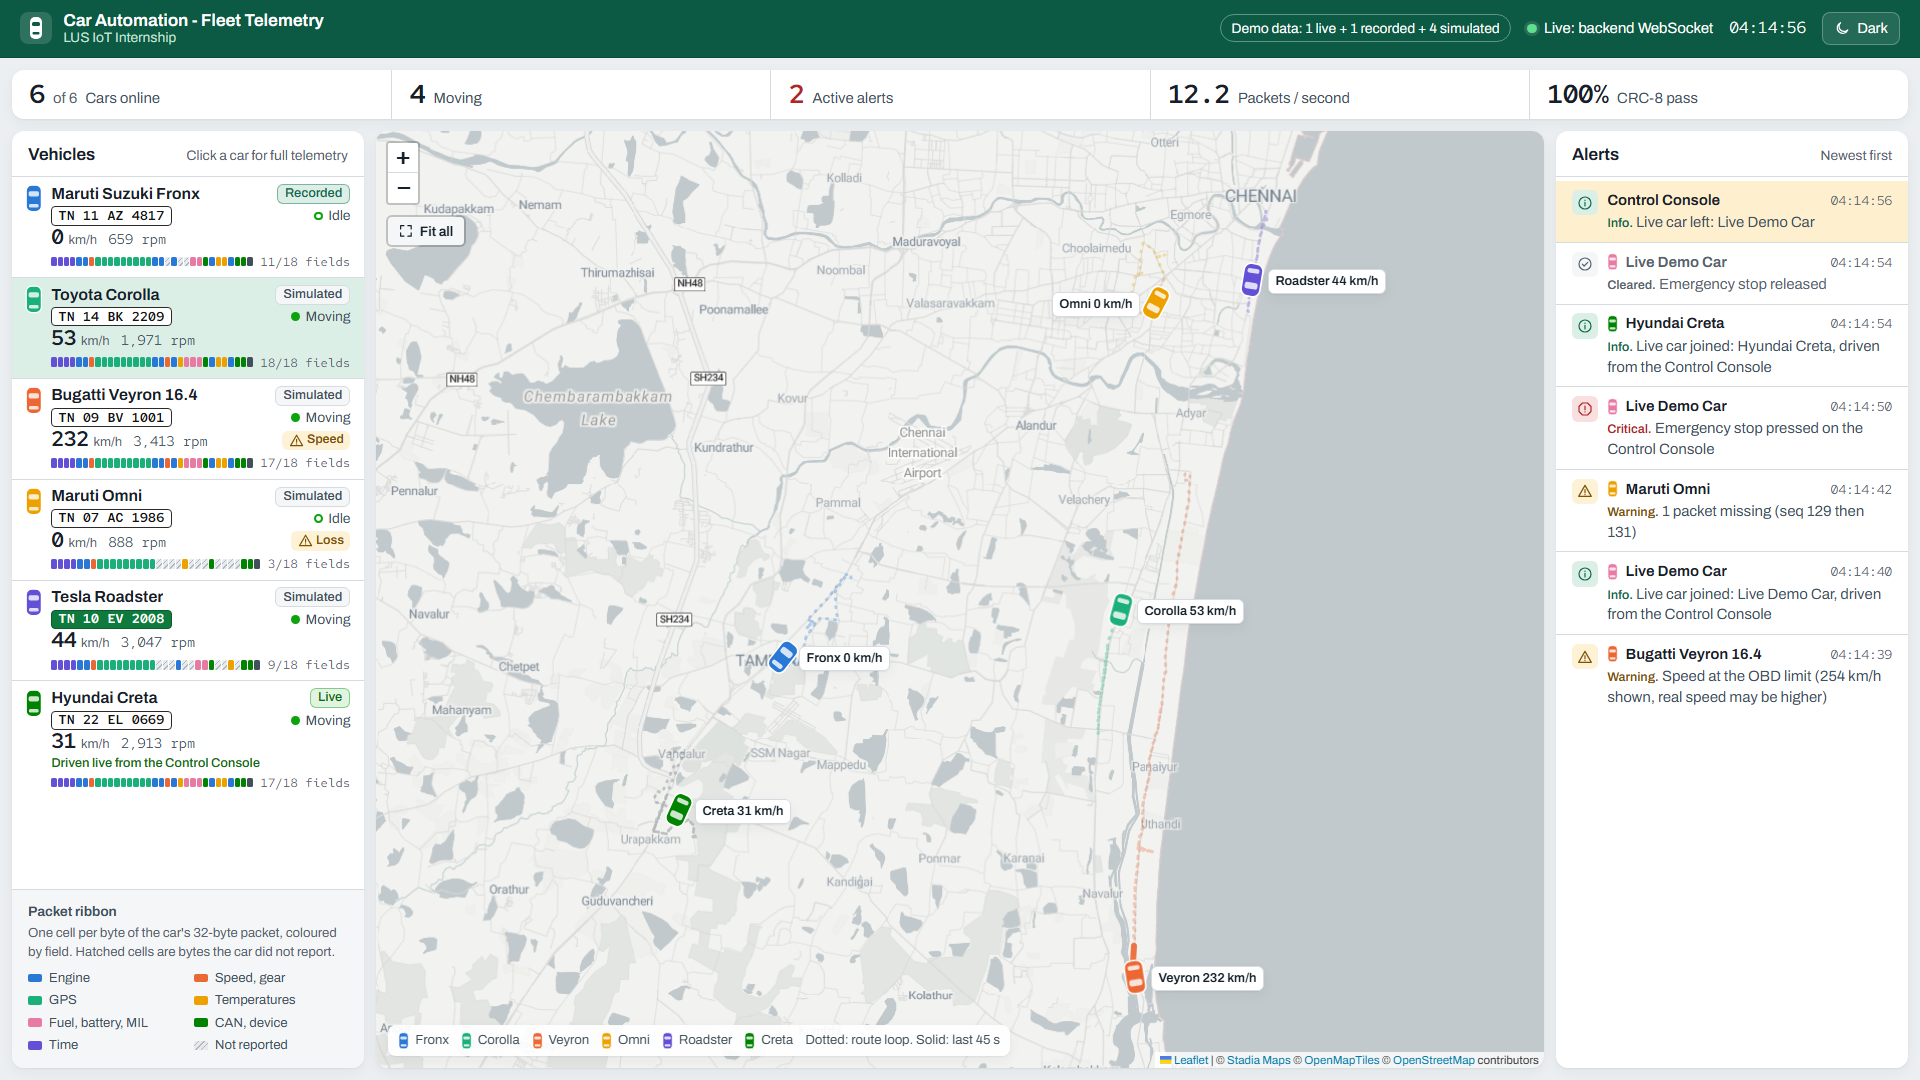 Car Automation - Fleet Telemetry
LUS IoT Internship
Demo data: 1 live + 1 recorded + 4 simulated
Live: backend WebSocket
04:14:56
Dark
6 of 6 Cars online
4 Moving
2 Active alerts
12.2 Packets / second
100% CRC-8 pass
Vehicles
Click a car for full telemetry
Maruti Suzuki Fronx
Recorded
TN 11 AZ 4817
Idle
0 km/h 659 rpm
11/18 fields
Toyota Corolla
Simulated
TN 14 BK 2209
Moving
53 km/h 1,971 rpm
18/18 fields
Bugatti Veyron 16.4
Simulated
TN 09 BV 1001
Moving
232 km/h 3,413 rpm
Speed
17/18 fields
Maruti Omni
Simulated
TN 07 AC 1986
Idle
0 km/h 888 rpm
Loss
3/18 fields
Tesla Roadster
Simulated
TN 10 EV 2008
Moving
44 km/h 3,047 rpm
9/18 fields
Hyundai Creta
Live
TN 22 EL 0669
Moving
31 km/h 2,913 rpm
Driven live from the Control Console
17/18 fields
Packet ribbon
One cell per byte of the car's 32-byte packet, coloured
by field. Hatched cells are bytes the car did not report.
Engine
Speed, gear
GPS
Temperatures
Fuel, battery, MIL
CAN, device
Time
Not reported
+
−
Fit all
Otteri
Kolladi
CHENNAI
Kudapakkam
Nemam
Egmore
Maduravoyal
Choolaimedu
Thirumazhisai
Noombal
NH48
Roadster 44 km/h
Omni 0 km/h
Valasaravakkam
Poonamallee
NH48
SH234
Chembarambakkam
Lake
Kovur
Adyar
Alandur
Chennai
International
Airport
Kundrathur
Pennalur
Pammal
Velachery
Navalur
SH234
Corolla 53 km/h
Chetpet
Fronx 0 km/h
Mahanyam
Vandalur
SSM Nagar
Mappedu
Panaiyur
Creta 31 km/h
Urapakkam
Uthandi
Ponmar
Karanai
Kandigai
Orathur
Guduvancheri
Navalur
Veyron 232 km/h
Kolathur
Fronx
Corolla
Veyron
Omni
Roadster
Creta
Dotted: route loop. Solid: last 45 s
Leaflet | © Stadia Maps © OpenMapTiles © OpenStreetMap contributors
Alerts
Newest first
Control Console
04:14:56
Info. Live car left: Live Demo Car
Live Demo Car
04:14:54
Cleared. Emergency stop released
Hyundai Creta
04:14:54
Info. Live car joined: Hyundai Creta, driven
from the Control Console
Live Demo Car
04:14:50
Critical. Emergency stop pressed on the
Control Console
Maruti Omni
04:14:42
Warning. 1 packet missing (seq 129 then
131)
Live Demo Car
04:14:40
Info. Live car joined: Live Demo Car, driven
from the Control Console
Bugatti Veyron 16.4
04:14:39
Warning. Speed at the OBD limit (254 km/h
shown, real speed may be higher)